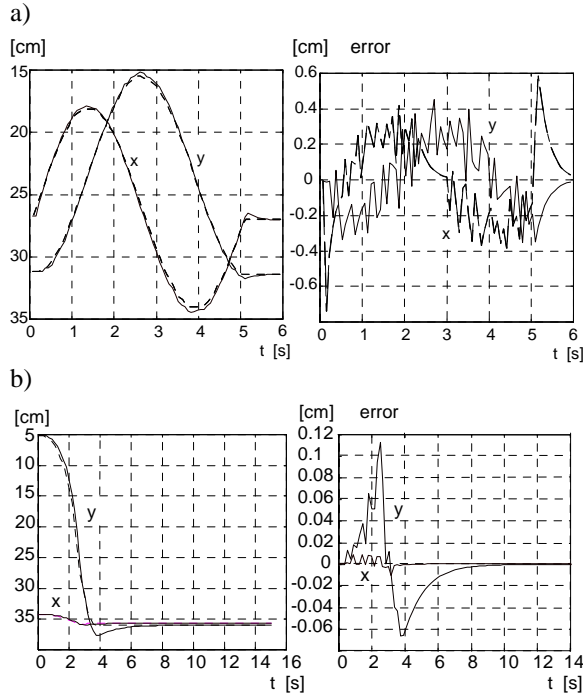 a)
[cm]
15
20
25
30
35
0 1 2 3 4 5 6
t [s]
x
y
[cm] error
0.6
0.4
0.2
0
-0.2
-0.4
-0.6
0 1 2 3 4 5 6
t [s]
y
x
b)
[cm]
5
10
15
20
25
30
35
0 2 4 6 8 10 12 14 16
t [s]
y
x
[cm] error
0.12
0.10
0.08
0.06
0.04
0.02
0
-0.02
-0.04
-0.06
0 2 4 6 8 10 12 14
t [s]
y
x